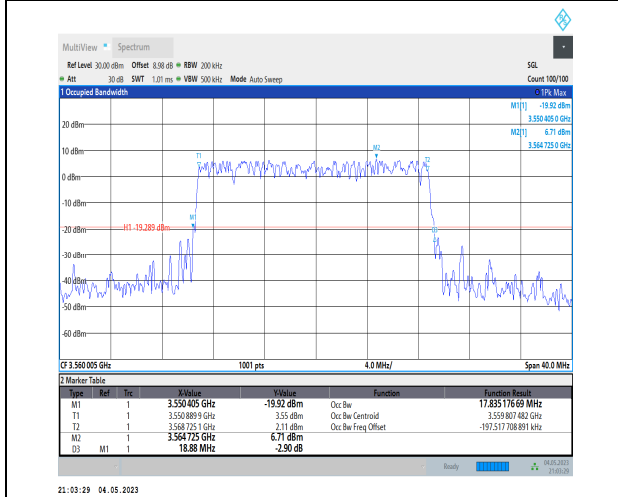 MultiView Spectrum
Ref Level 30.00 dBm Offset 8.98 dB RBW 200 kHz SGL
Att 30 dB SWT 1.01 ms VBW 500 kHz Mode Auto Sweep Count 100/100
1 Occupied Bandwidth 1Pk Max
M1[1] -19.92 dBm
3.550 405 0 GHz
M2[1] 6.71 dBm
3.564 725 0 GHz
20 dBm
10 dBm
M2
T1
T2
0 dBm
-10 dBm
M1
-20 dBm
H1 -19.289 dBm
D3
-30 dBm
-40 dBm
-50 dBm
-60 dBm
CF 3.560 005 GHz 1001 pts 4.0 MHz/ Span 40.0 MHz
2 Marker Table
Type Ref Trc X-Value Y-Value Function Function Result
M1 1 3.550 405 GHz -19.92 dBm Occ Bw 17.835 176 69 MHz
T1 1 3.550 889 9 GHz 3.55 dBm Occ Bw Centroid 3.559 807 482 GHz
T2 1 3.568 725 1 GHz 2.11 dBm Occ Bw Freq Offset -197.517 708 891 kHz
M2 1 3.564 725 GHz 6.71 dBm
D3 M1 1 18.88 MHz -2.90 dB
Ready 04.05.2023
21:03:29
21:03:29 04.05.2023